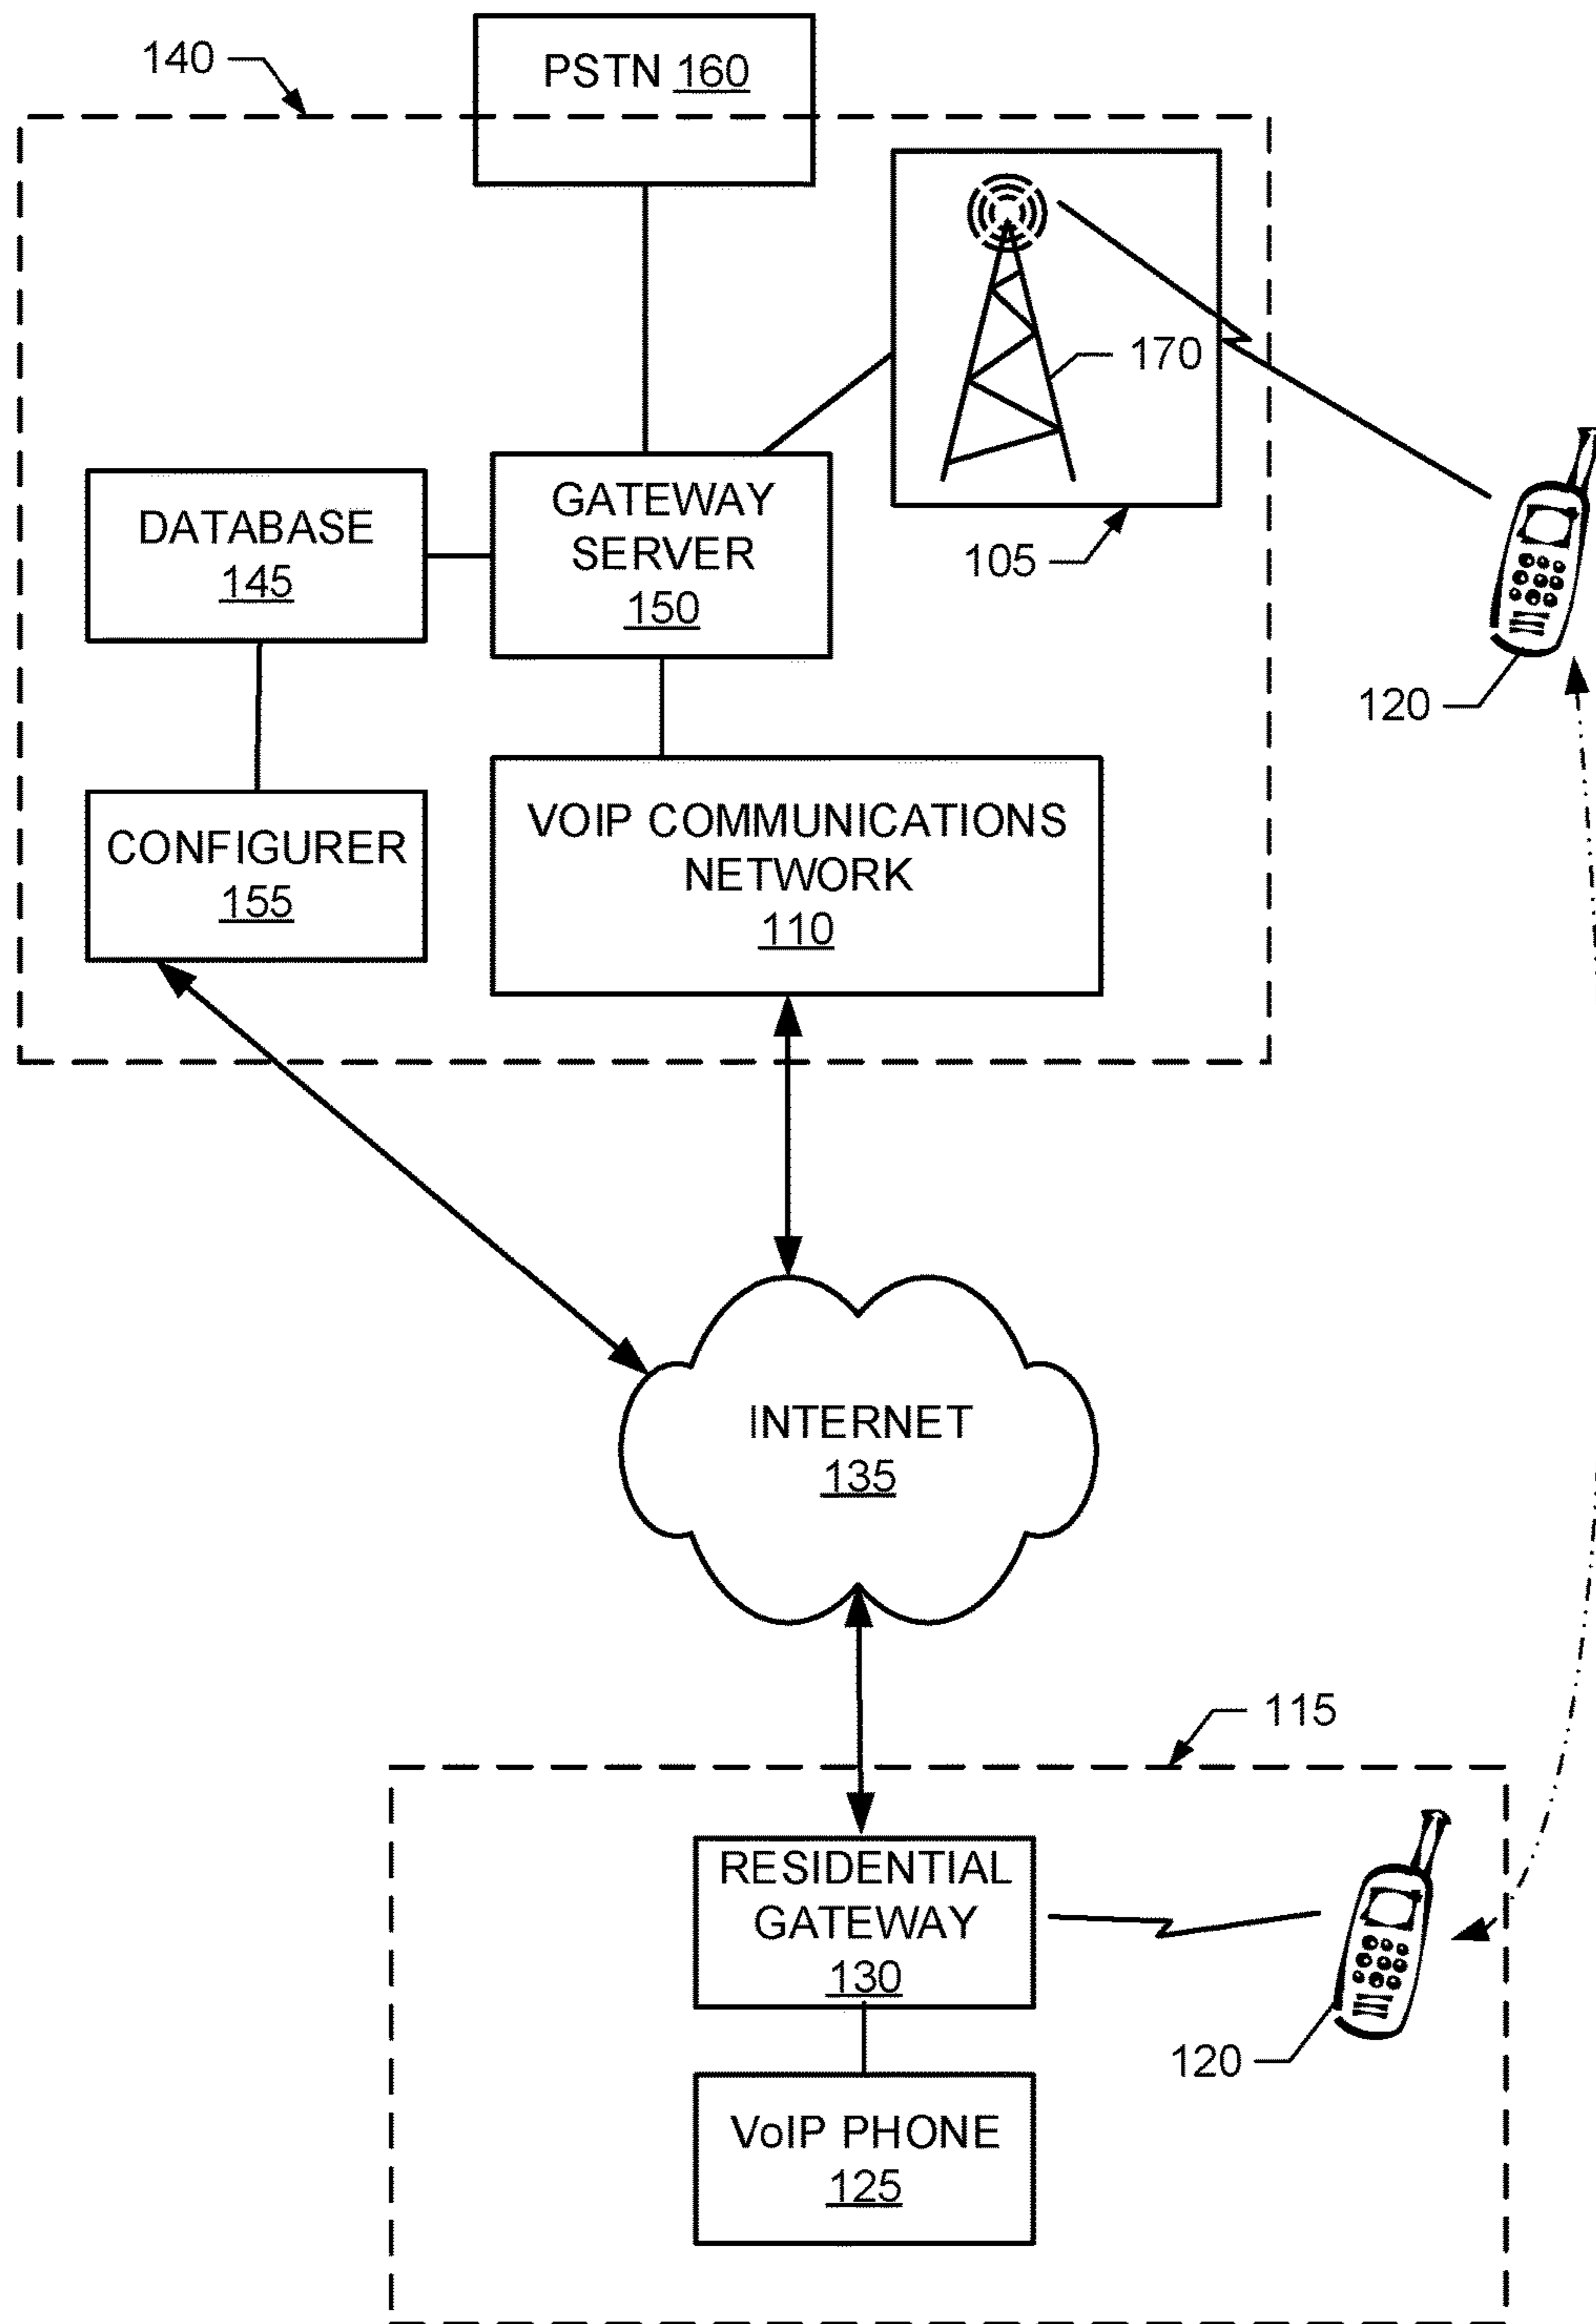 140
PSTN 160
170
105
DATABASE
145
GATEWAY
SERVER
150
120
CONFIGURER
155
VOIP COMMUNICATIONS
NETWORK
110
INTERNET
135
115
RESIDENTIAL
GATEWAY
130
120
VoIP PHONE
125